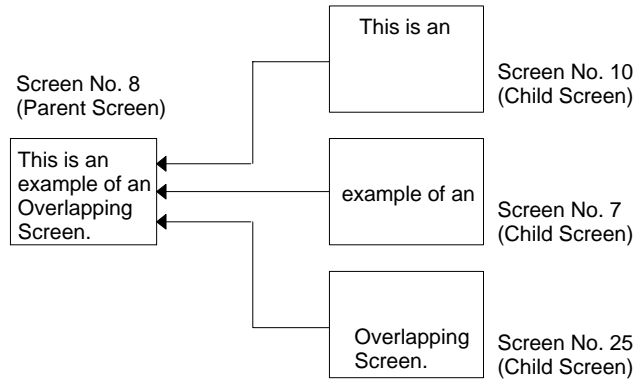 This is an
Screen No. 10
(Child Screen)
Screen No. 8
(Parent Screen)
This is an
example of an
Overlapping
Screen.
example of an
Screen No. 7
(Child Screen)
Overlapping
Screen.
Screen No. 25
(Child Screen)